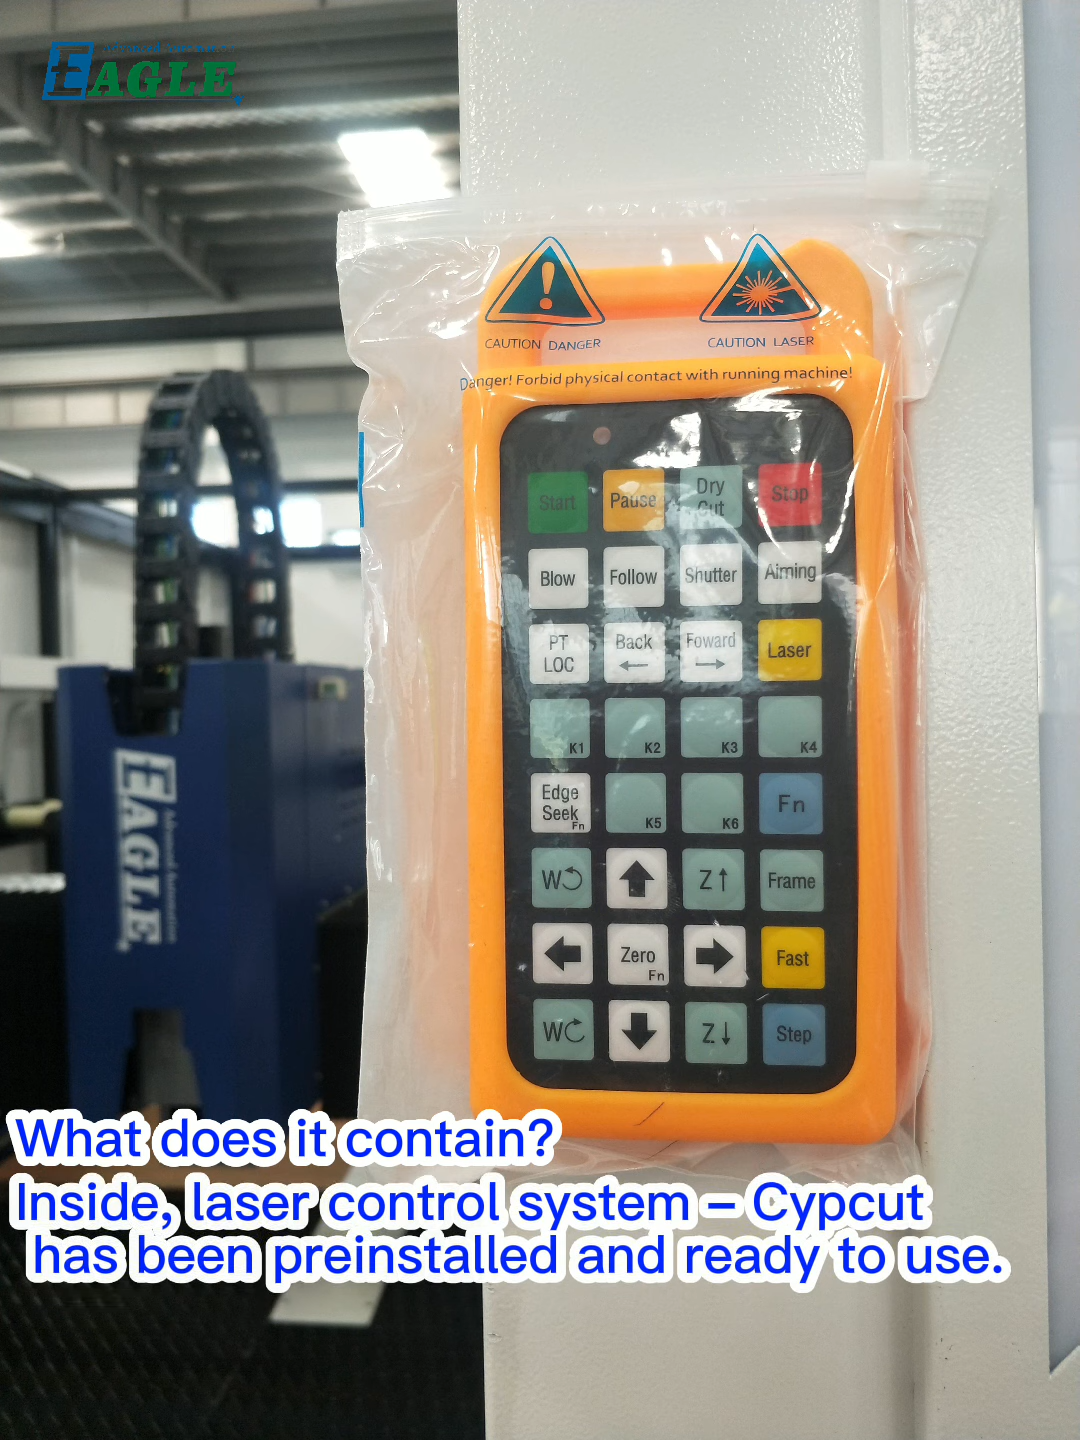 EAGLE
CAUTION DANGER
CAUTION LASER
Danger! Forbid physical contact with running machine!
Start Pause Dry Cut Stop
Blow Follow Shutter Aiming
PT LOC Back ← Foward → Laser
K1 K2 K3 K4
Edge Seek Fn K5 K6 Fn
W↺ ↑ Z↑ Frame
← Zero Fn → Fast
W↻ ↓ Z↓ Step
EAGLE
Advanced Automation
What does it contain?
Inside, laser control system – Cypcut
has been preinstalled and ready to use.